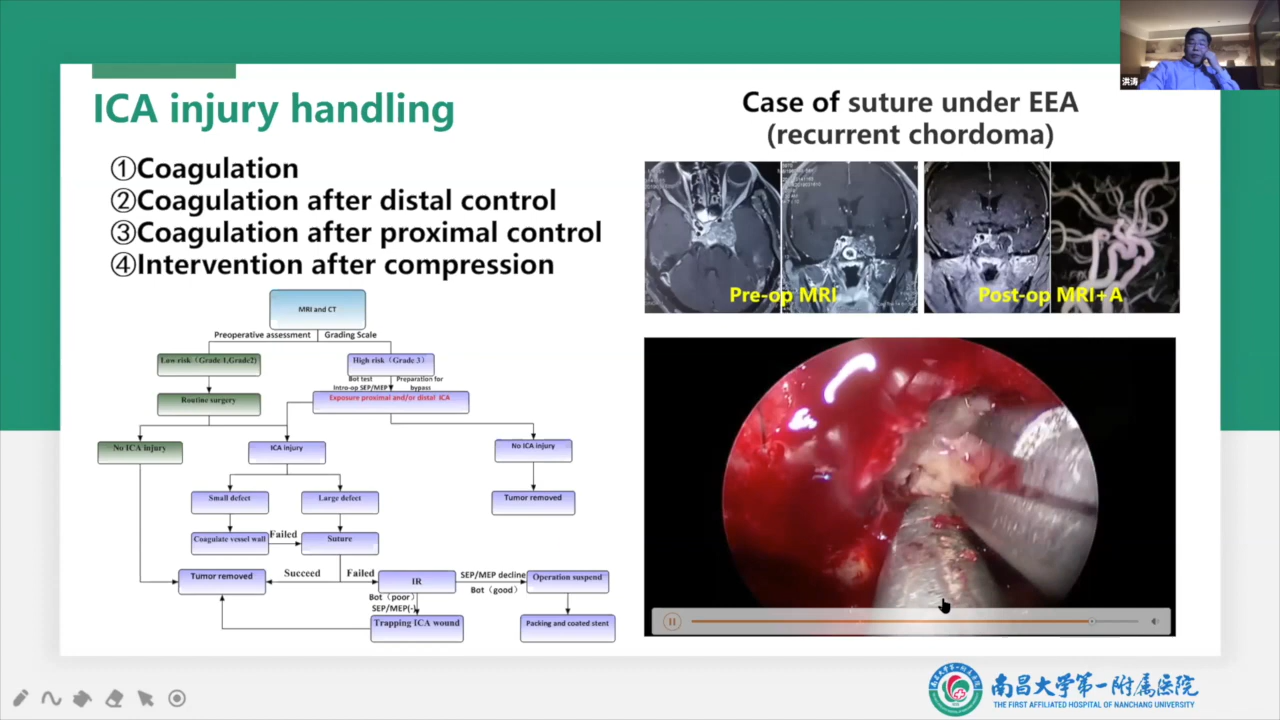 洪涛
ICA injury handling
①Coagulation
②Coagulation after distal control
③Coagulation after proximal control
④Intervention after compression
Case of suture under EEA
(recurrent chordoma)
Pre-op MRI
Post-op MRI+A
MRI and CT
Preoperative assessment
Grading Scale
Low risk（Grade 1,Grade2）
High risk（Grade 3）
Bot test
Intro-op SEP/MEP
Preparation for
bypass
Routine surgery
Exposure proximal and/or distal ICA
No ICA injury
ICA injury
No ICA injury
Small defect
Large defect
Tumor removed
Coagulate vessel wall
Failed
Suture
Tumor removed
Succeed
Failed
IR
SEP/MEP decline
Bot（good）
Operation suspend
Bot（poor）
SEP/MEP(-)
Trapping ICA wound
Packing and coated stent
南昌大学第一附属医院
THE FIRST AFFILIATED HOSPITAL OF NANCHANG UNIVERSITY